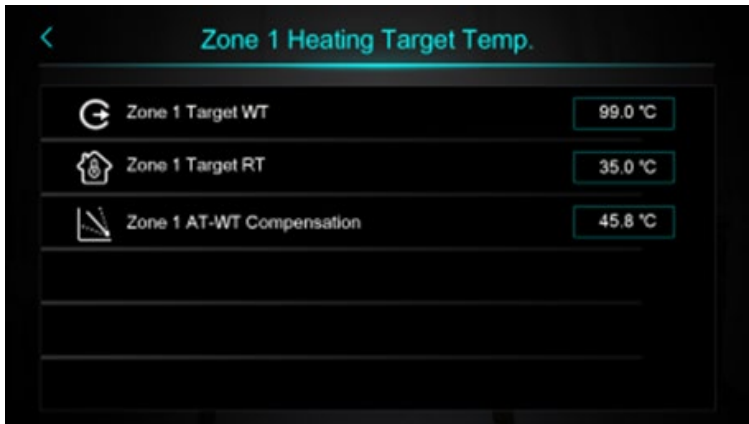 Zone 1 Heating Target Temp.
Zone 1 Target WT 99.0 ℃
Zone 1 Target RT 35.0 ℃
Zone 1 AT-WT Compensation 45.8 ℃